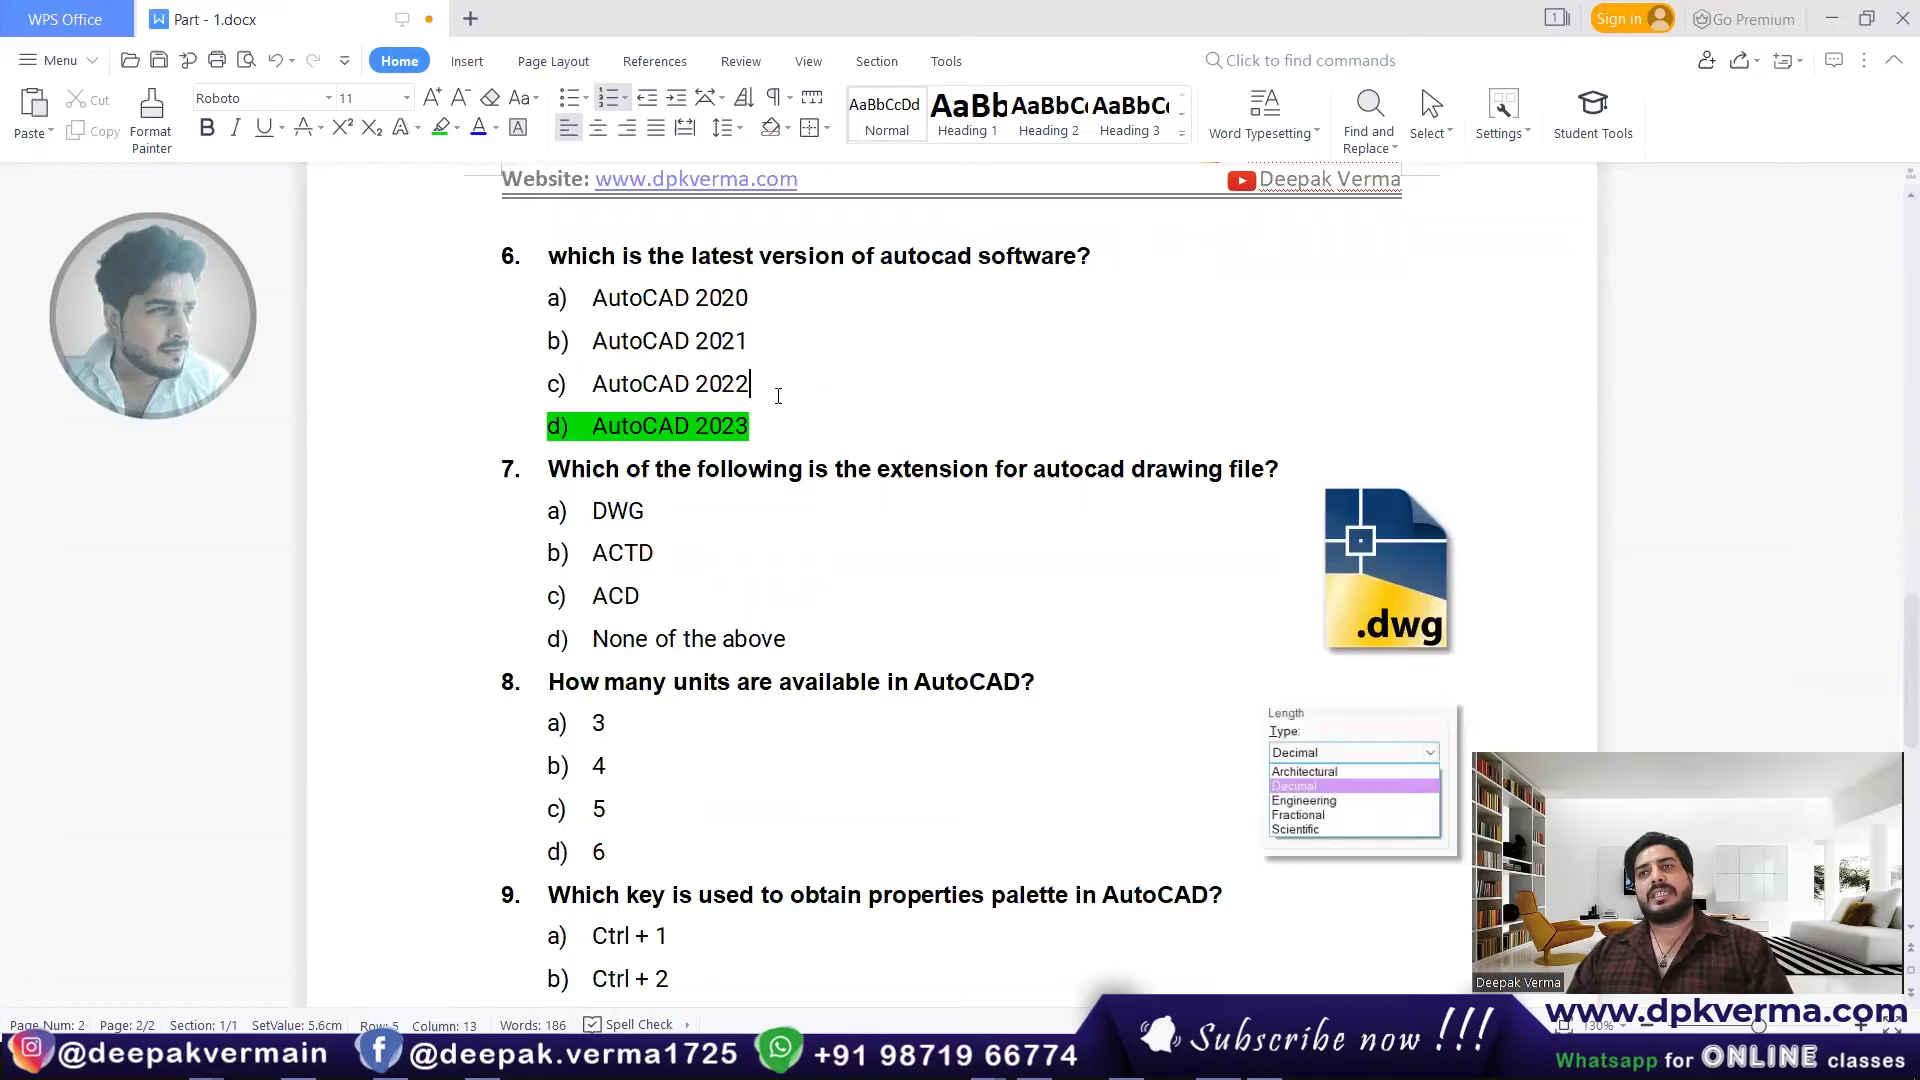 WPS Office
Part - 1.docx
Sign in
Go Premium
Menu
Home
Insert
Page Layout
References
Review
View
Section
Tools
Click to find commands
Paste
Cut
Copy
Format
Painter
Roboto
11
AaBbCcDd
Normal
AaBb
Heading 1
AaBbC
Heading 2
AaBbC
Heading 3
Word Typesetting
Find and
Replace
Select
Settings
Student Tools
Website: www.dpkverma.com
Deepak Verma
6. which is the latest version of autocad software?
a) AutoCAD 2020
b) AutoCAD 2021
c) AutoCAD 2022
d) AutoCAD 2023
7. Which of the following is the extension for autocad drawing file?
a) DWG
b) ACTD
c) ACD
d) None of the above
.dwg
8. How many units are available in AutoCAD?
a) 3
b) 4
c) 5
d) 6
Length
Type:
Decimal
Architectural
Decimal
Engineering
Fractional
Scientific
9. Which key is used to obtain properties palette in AutoCAD?
a) Ctrl + 1
b) Ctrl + 2
Deepak Verma
Page Num: 2 Page: 2/2 Section: 1/1 SetValue: 5.6cm Row: 5 Column: 13 Words: 186 Spell Check
130%
@deepakvermain
@deepak.verma1725
+91 98719 66774
Subscribe now !!!
www.dpkverma.com
Whatsapp for ONLINE classes